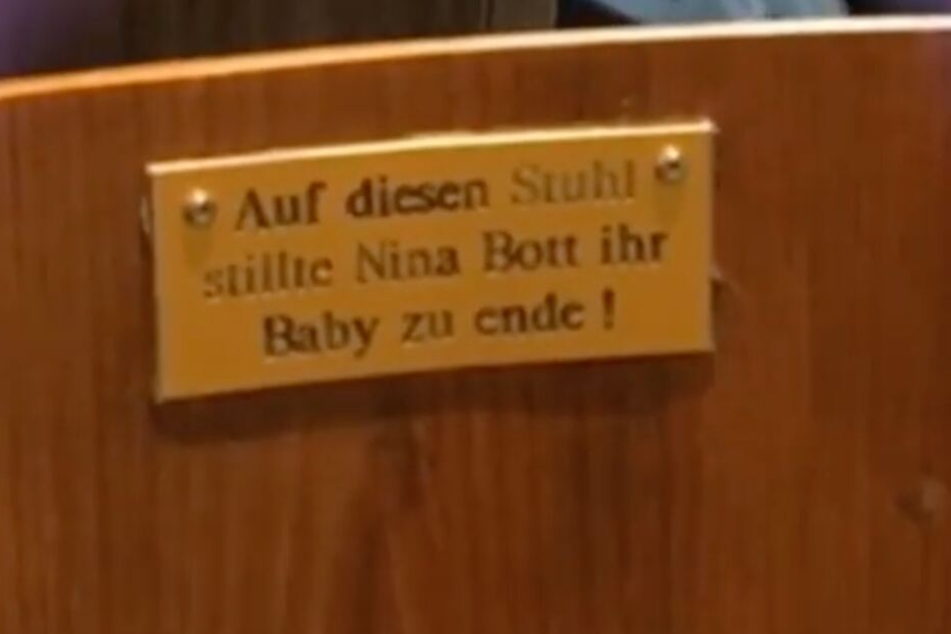 Auf diesen Stuhl
stillte Nina Bott ihr
Baby zu ende !